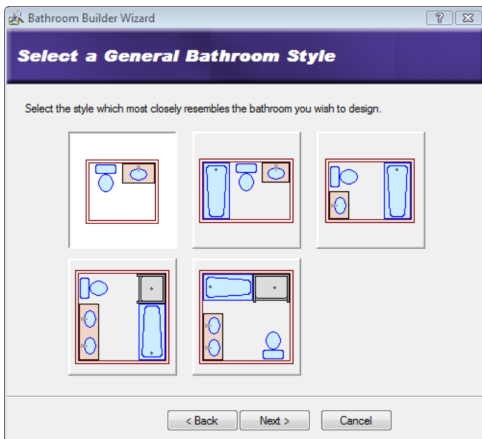 Bathroom Builder Wizard
Select a General Bathroom Style
Select the style which most closely resembles the bathroom you wish to design.
< Back Next > Cancel